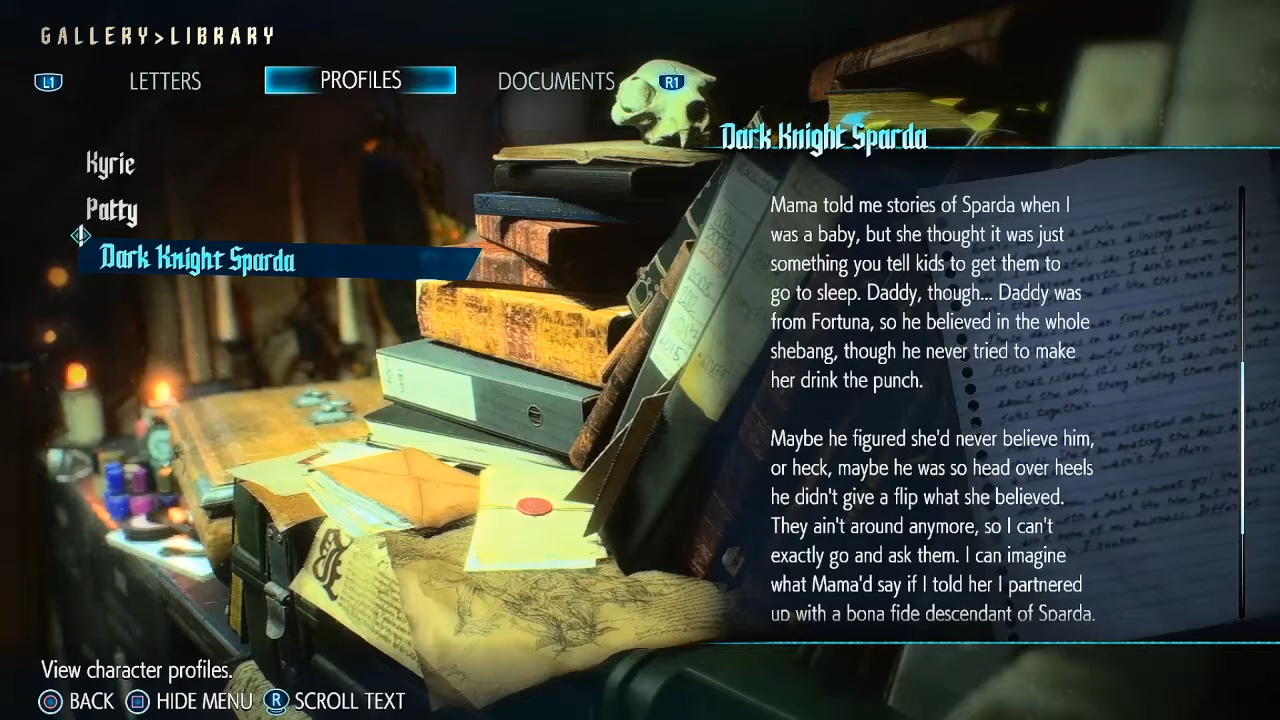 GALLERY>LIBRARY
L1
LETTERS
PROFILES
DOCUMENTS
R1
Kyrie
Patty
Dark Knight Sparda
Dark Knight Sparda
Mama told me stories of Sparda when I
was a baby, but she thought it was just
something you tell kids to get them to
go to sleep. Daddy, though... Daddy was
from Fortuna, so he believed in the whole
shebang, though he never tried to make
her drink the punch.
Maybe he figured she'd never believe him,
or heck, maybe he was so head over heels
he didn't give a flip what she believed.
They ain't around anymore, so I can't
exactly go and ask them. I can imagine
what Mama'd say if I told her I partnered
up with a bona fide descendant of Sparda.
View character profiles.
BACK
HIDE MENU
R
SCROLL TEXT